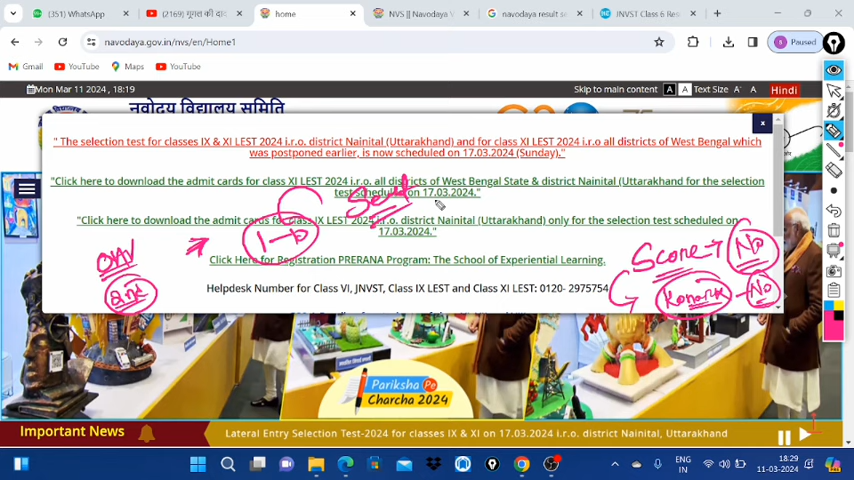 (351) WhatsApp
(2169) गूगल की दाद
home
NVS || Navodaya V
navodaya result s
JNVST Class 6 Res
navodaya.gov.in/nvs/en/Home1
Paused
Gmail
YouTube
Maps
YouTube
Mon Mar 11 2024 , 18:19
Skip to main content
A
A
Text Size
A-
A+
Hindi
नवोदय विद्यालय समिति
x
" The selection test for classes IX & XI LEST 2024 i.r.o. district Nainital (Uttarakhand) and for class XI LEST 2024 i.r.o all districts of West Bengal which
was postponed earlier, is now scheduled on 17.03.2024 (Sunday)."
"Click here to download the admit cards for class XI LEST 2024 i.r.o. all districts of West Bengal State & district Nainital (Uttarakhand for the selection
test scheduled on 17.03.2024."
"Click here to download the admit cards for class IX LEST 2024 i.r.o. district Nainital (Uttarakhand) only for the selection test scheduled on
17.03.2024."
Click Here for Registration PRERANA Program: The School of Experiential Learning.
Helpdesk Number for Class VI, JNVST, Class IX LEST and Class XI LEST: 0120- 2975754
Score → No
No
Pariksha Pe
Charcha 2024
Important News
Lateral Entry Selection Test-2024 for classes IX & XI on 17.03.2024 i.r.o district Nainital, Uttarakhand
ENG
IN
18:29
11-03-2024